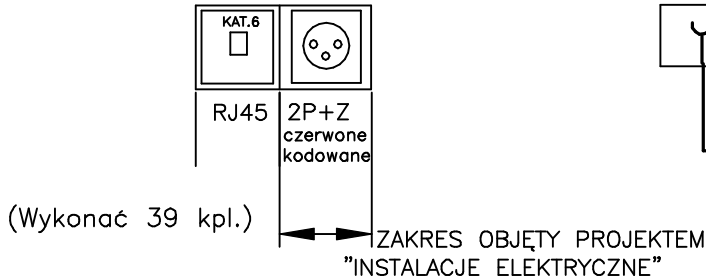 KAT.6
RJ45 2P+Z
czerwone
kodowane
(Wykonać 39 kpl.)
ZAKRES OBJĘTY PROJEKTEM
"INSTALACJE ELEKTRYCZNE"